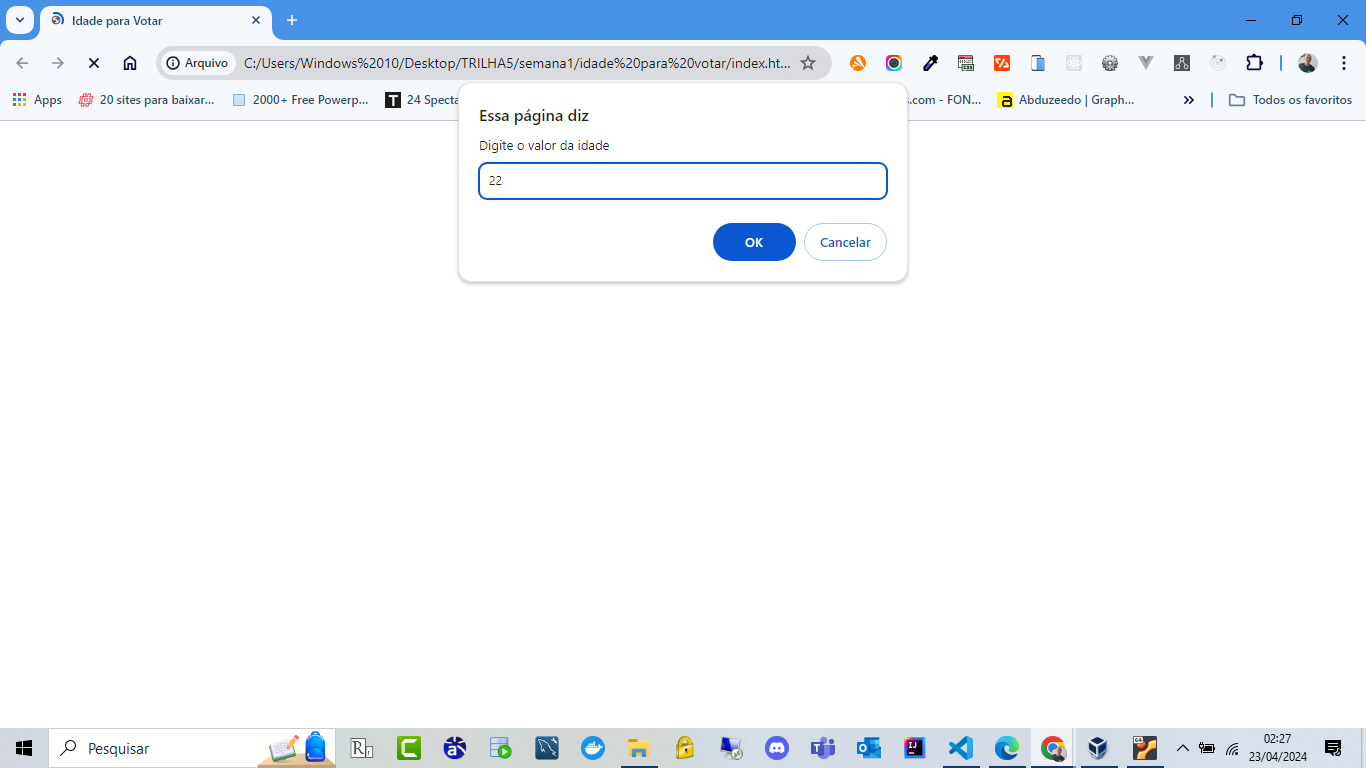 Idade para Votar
Arquivo
C:/Users/Windows%2010/Desktop/TRILHA5/semana1/idade%20para%20votar/index.ht...
Apps
20 sites para baixar...
2000+ Free Powerp...
24 Specta
s.com - FON...
a
Abduzeedo | Graph...
»
Todos os favoritos
Essa página diz
Digite o valor da idade
22
OK
Cancelar
Pesquisar
02:27
23/04/2024